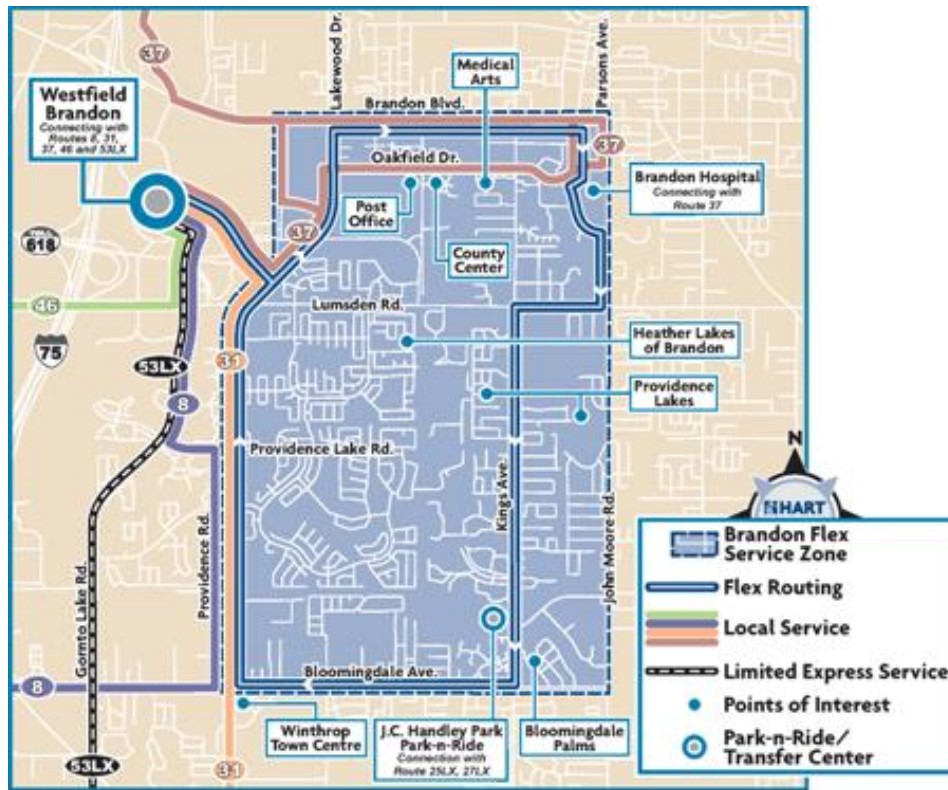 37
Lakewood Dr.
Parsons Ave.
Medical
Arts
Westfield
Brandon
Connecting with
Routes 8, 31,
37, 46 and 53LX
Brandon Blvd.
Oakfield Dr.
37
Brandon Hospital
Connecting with
Route 37
Post
Office
County
Center
37
618
46
Lumsden Rd.
75
53LX
31
Heather Lakes
of Brandon
Providence
Lakes
8
Providence Lake Rd.
Kings Ave.
N
HART
Providence Rd.
Gornto Lake Rd.
John Moore Rd.
Brandon Flex
Service Zone
Flex Routing
Local Service
Limited Express Service
Points of Interest
Park-n-Ride/
Transfer Center
8
Bloomingdale Ave.
Winthrop
Town Centre
J.C. Handley Park
Park-n-Ride
Connection with
Route 25LX, 27LX
Bloomingdale
Palms
53LX
31